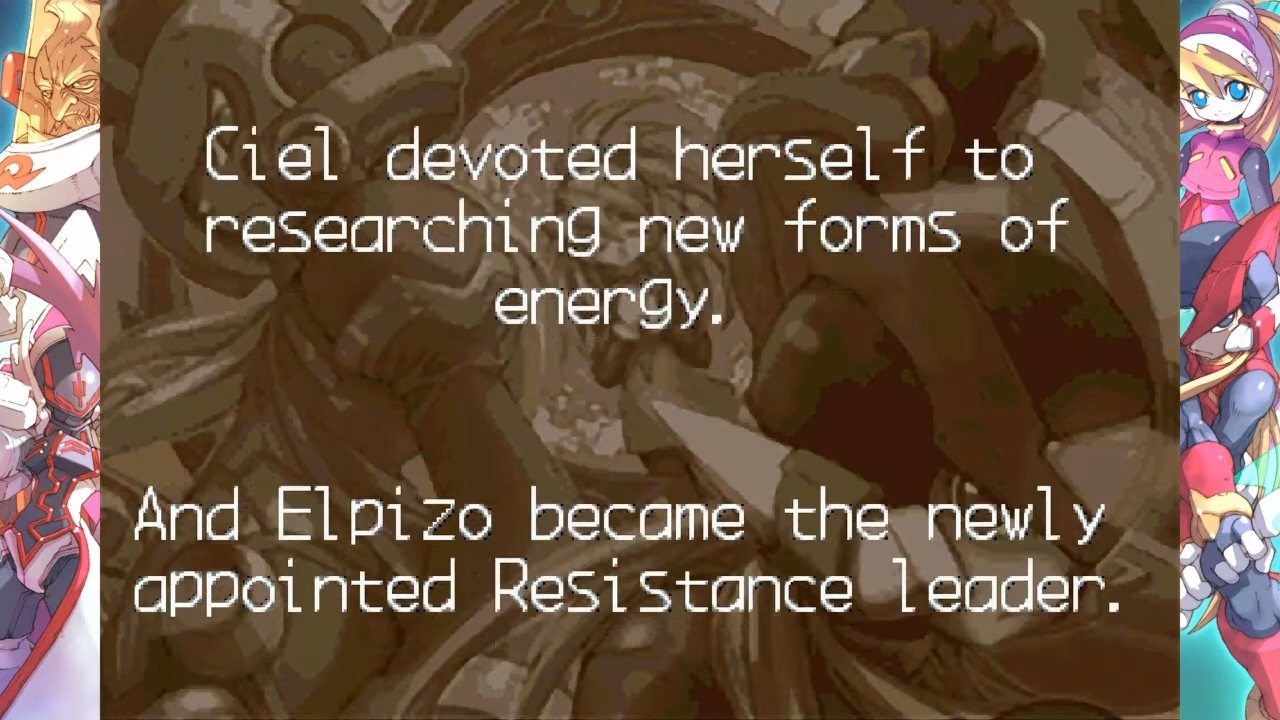 Ciel devoted herself to
researching new forms of
energy.
And Elpizo became the newly
appointed Resistance leader.